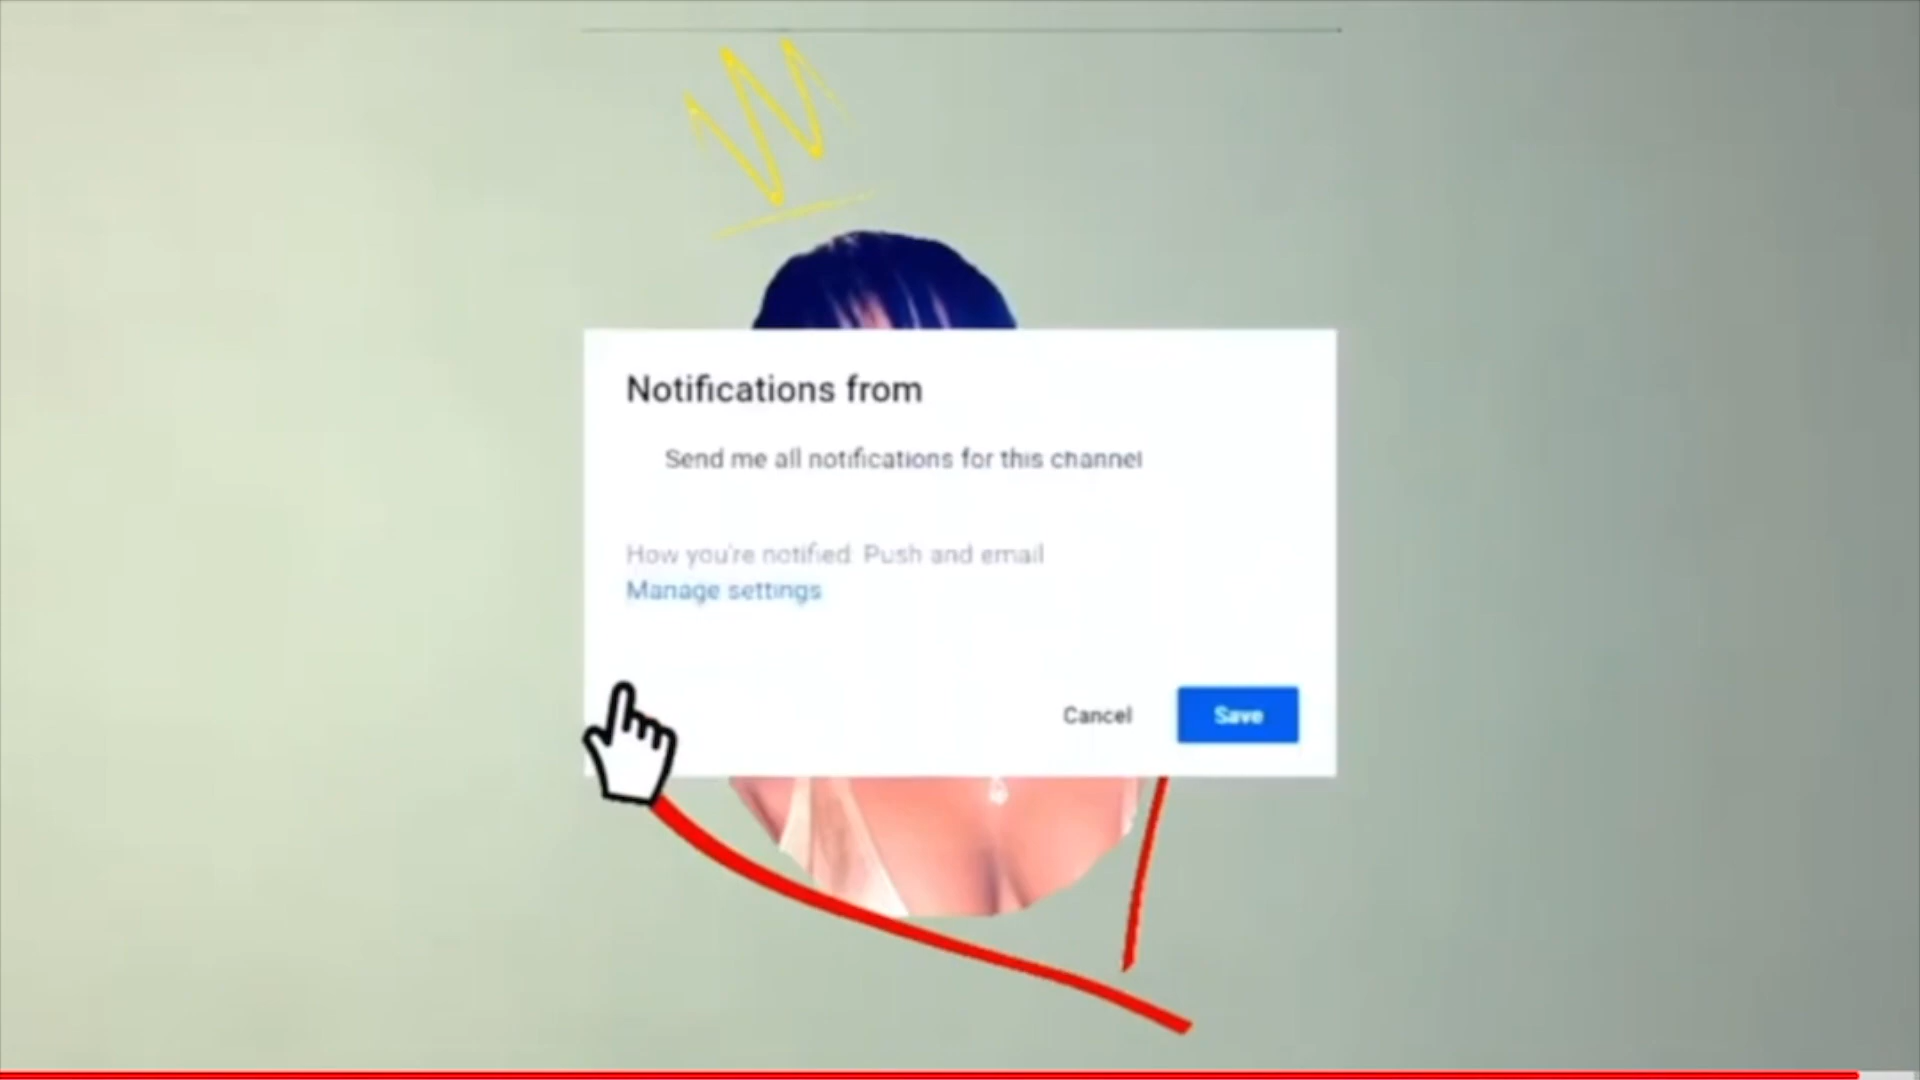 Notifications from
Send me all notifications for this channel
How you're notified: Push and email
Manage settings
Cancel
Save